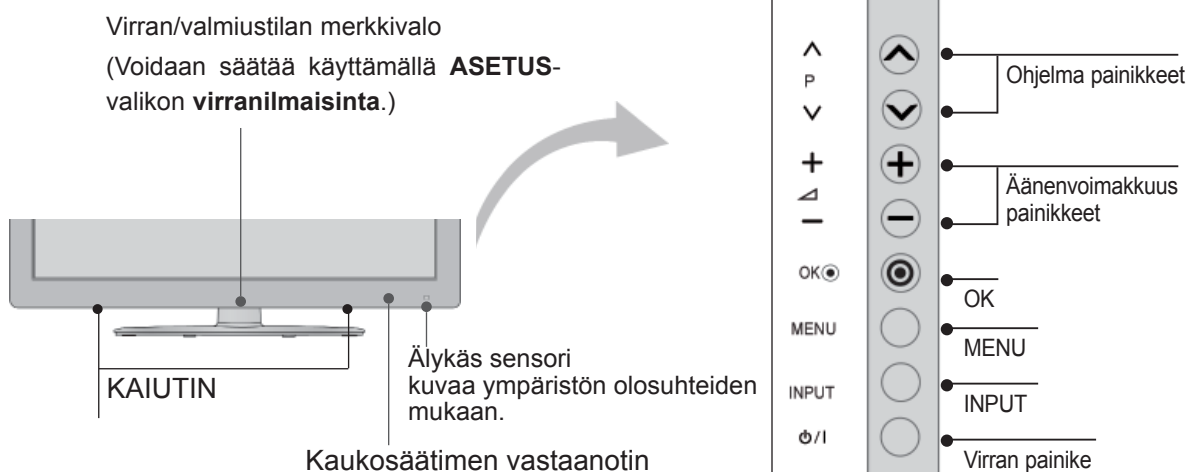 Virran/valmiustilan merkkivalo
(Voidaan säätää käyttämällä ASETUS-
valikon virranilmaisinta.)
KAIUTIN
Älykäs sensori
kuvaa ympäristön olosuhteiden
mukaan.
Kaukosäätimen vastaanotin
P
Ohjelma painikkeet
+
-
Äänenvoimakkuus
painikkeet
OK
OK
MENU
MENU
INPUT
INPUT
⏻/I
Virran painike